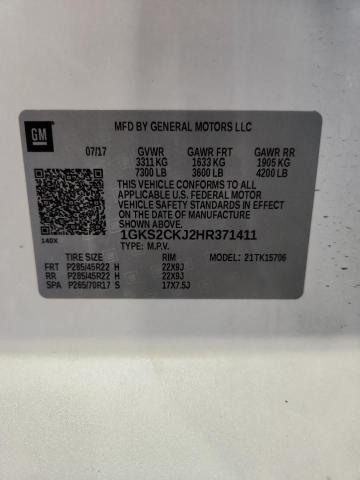 GM
MFD BY GENERAL MOTORS LLC
07/17 GVWR GAWR FRT GAWR RR
3311 KG 1633 KG 1905 KG
7300 LB 3600 LB 4200 LB
THIS VEHICLE CONFORMS TO ALL
APPLICABLE U.S. FEDERAL MOTOR
VEHICLE SAFETY STANDARDS IN
EFFECT ON THE DATE OF
MANUFACTURE SHOWN ABOVE.
1GKS2CKJ2HR371411
140X
TYPE: M.P.V.
TIRE SIZE RIM MODEL: 21TK15706
FRT P285/45R22 H 22X9J
RR P285/45R22 H 22X9J
SPA P265/70R17 S 17X7.5J